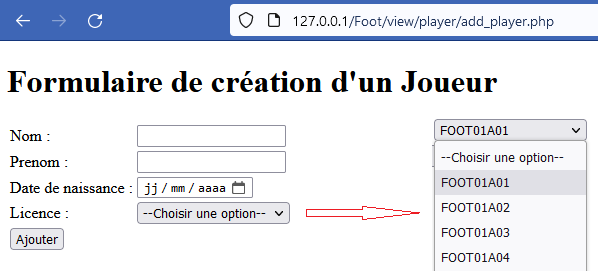 127.0.0.1/Foot/view/player/add_player.php
Formulaire de création d'un Joueur
Nom :
Prenom :
Date de naissance : jj / mm / aaaa
Licence : --Choisir une option--
Ajouter
FOOT01A01
--Choisir une option--
FOOT01A01
FOOT01A02
FOOT01A03
FOOT01A04